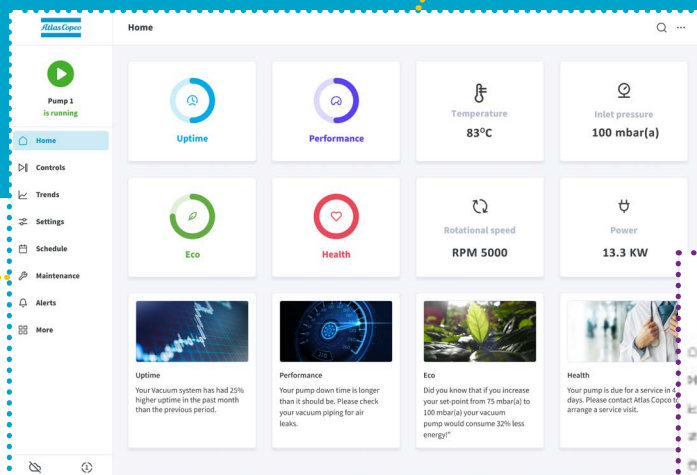 Atlas Copco
Home
Pump 1
is running
Home
Controls
Trends
Settings
Schedule
Maintenance
Alerts
More
Uptime
Performance
Temperature
83°C
Inlet pressure
100 mbar(a)
Eco
Health
Rotational speed
RPM 5000
Power
13.3 KW
Uptime
Your Vacuum system has had 25%
higher uptime in the past month
than the previous period.
Performance
Your pump down time is longer
than it should be. Please check
your vacuum piping for air
leaks.
Eco
Did you know that if you increase
your set-point from 75 mbar(a) to
100 mbar(a) your vacuum
pump would consume 32% less
energy!"
Health
Your pump is due for a service in 4
days. Please contact Atlas Copco to
arrange a service visit.